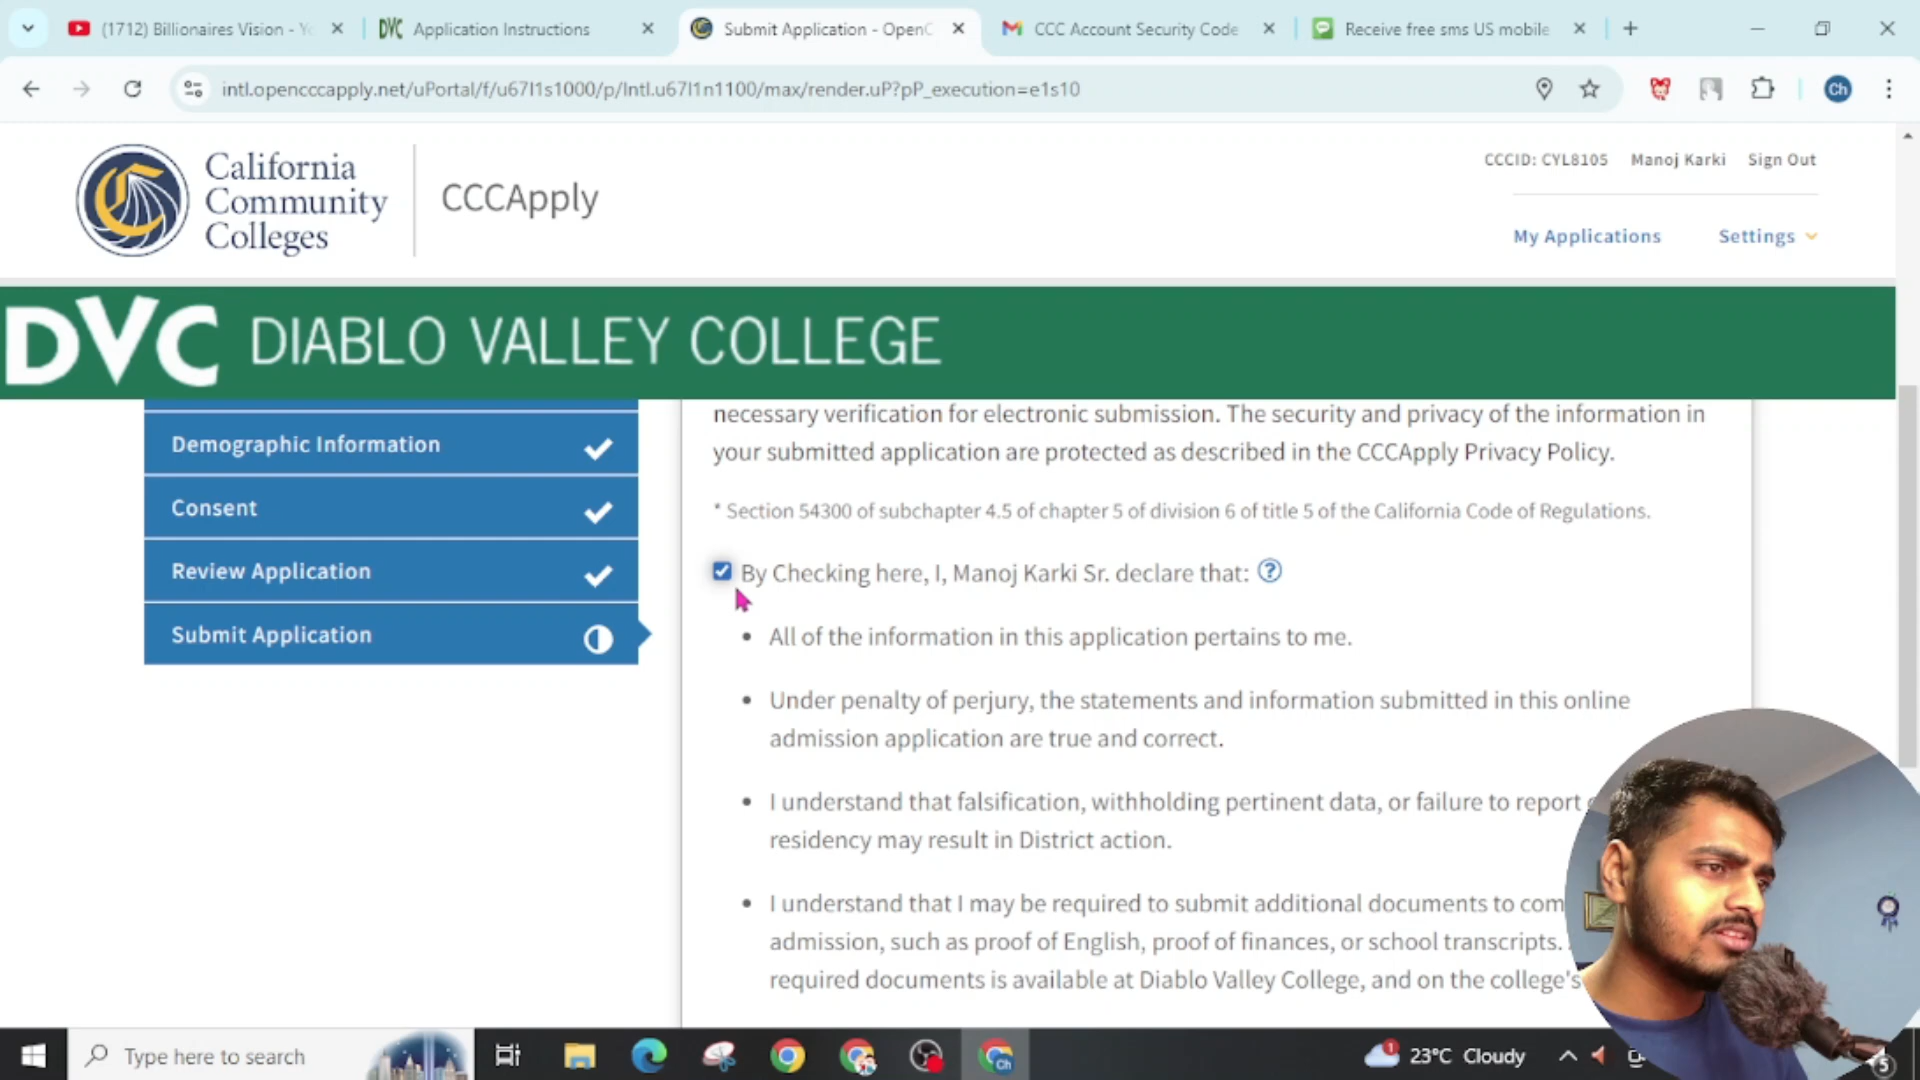 (1712) Billionaires Vision - Y
Application Instructions
Submit Application - OpenC
CCC Account Security Code
Receive free sms US mobile
intl.opencccapply.net/uPortal/f/u67l1s1000/p/Intl.u67l1n1100/max/render.uP?pP_execution=e1s10
Ch
California
Community
Colleges
CCCApply
CCCID: CYL8105 Manoj Karki Sign Out
My Applications Settings
DVC DIABLO VALLEY COLLEGE
Demographic Information
Consent
Review Application
Submit Application
necessary verification for electronic submission. The security and privacy of the information in
your submitted application are protected as described in the CCCApply Privacy Policy.
* Section 54300 of subchapter 4.5 of chapter 5 of division 6 of title 5 of the California Code of Regulations.
By Checking here, I, Manoj Karki Sr. declare that: ?
• All of the information in this application pertains to me.
• Under penalty of perjury, the statements and information submitted in this online
admission application are true and correct.
• I understand that falsification, withholding pertinent data, or failure to report
residency may result in District action.
• I understand that I may be required to submit additional documents to com
admission, such as proof of English, proof of finances, or school transcripts.
required documents is available at Diablo Valley College, and on the college's
Type here to search
Ch
1
23°C Cloudy
5